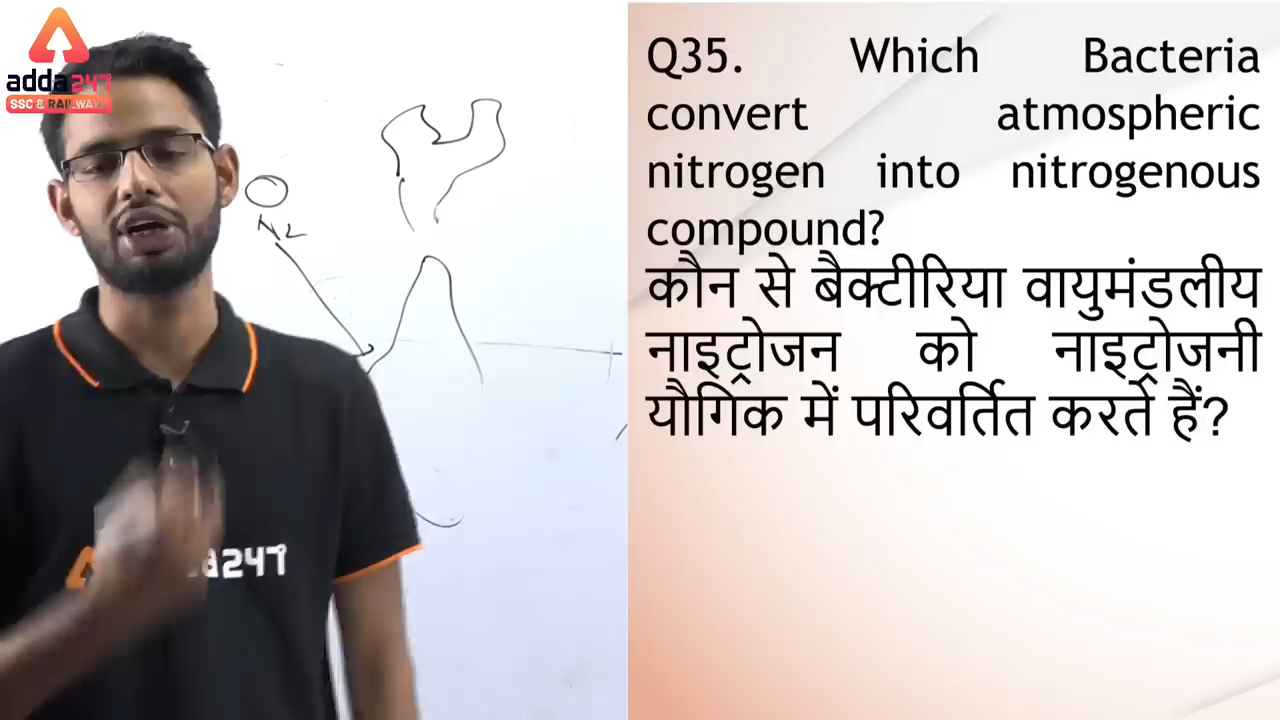 adda247
SSC & RAILWAYS
N2
adda247
Q35. Which Bacteria
convert atmospheric
nitrogen into nitrogenous
compound?
कौन से बैक्टीरिया वायुमंडलीय
नाइट्रोजन को नाइट्रोजनी
यौगिक में परिवर्तित करते हैं?